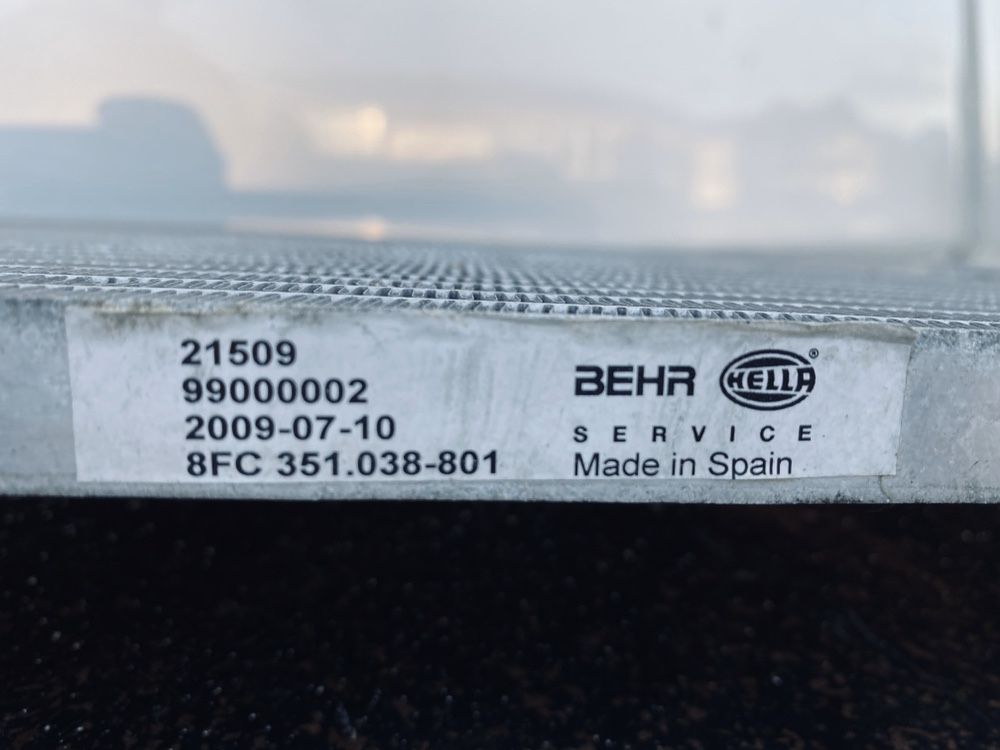 21509
99000002
2009-07-10
8FC 351.038-801
BEHR HELLA®
SERVICE
Made in Spain